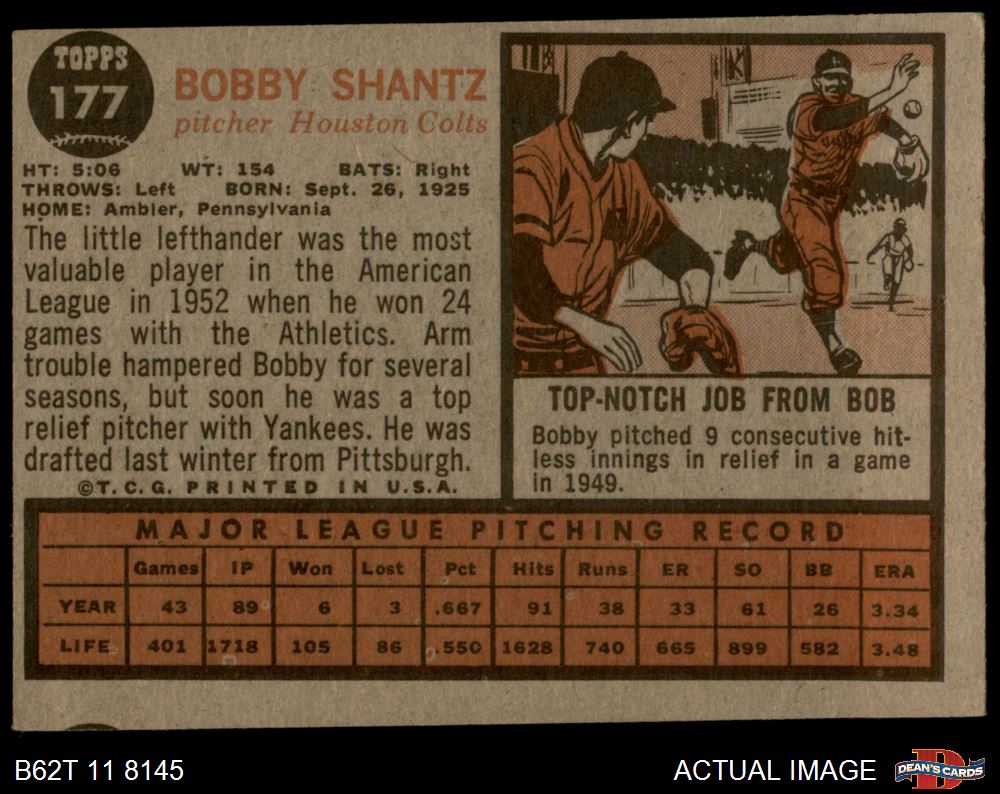 TOPPS
177
BOBBY SHANTZ
pitcher Houston Colts
HT: 5:06 WT: 154 BATS: Right
THROWS: Left BORN: Sept. 26, 1925
HOME: Ambler, Pennsylvania
The little lefthander was the most
valuable player in the American
League in 1952 when he won 24
games with the Athletics. Arm
trouble hampered Bobby for several
seasons, but soon he was a top
relief pitcher with Yankees. He was
drafted last winter from Pittsburgh.
©T.C.G. PRINTED IN U.S.A.
TOP-NOTCH JOB FROM BOB
Bobby pitched 9 consecutive hit-
less innings in relief in a game
in 1949.
MAJOR LEAGUE PITCHING RECORD
Games IP Won Lost Pct Hits Runs ER SO BB ERA
YEAR 43 89 6 3 .667 91 38 33 61 26 3.34
LIFE 401 1718 105 86 .550 1628 740 665 899 582 3.48
B62T 11 8145
ACTUAL IMAGE
DEAN'S CARDS